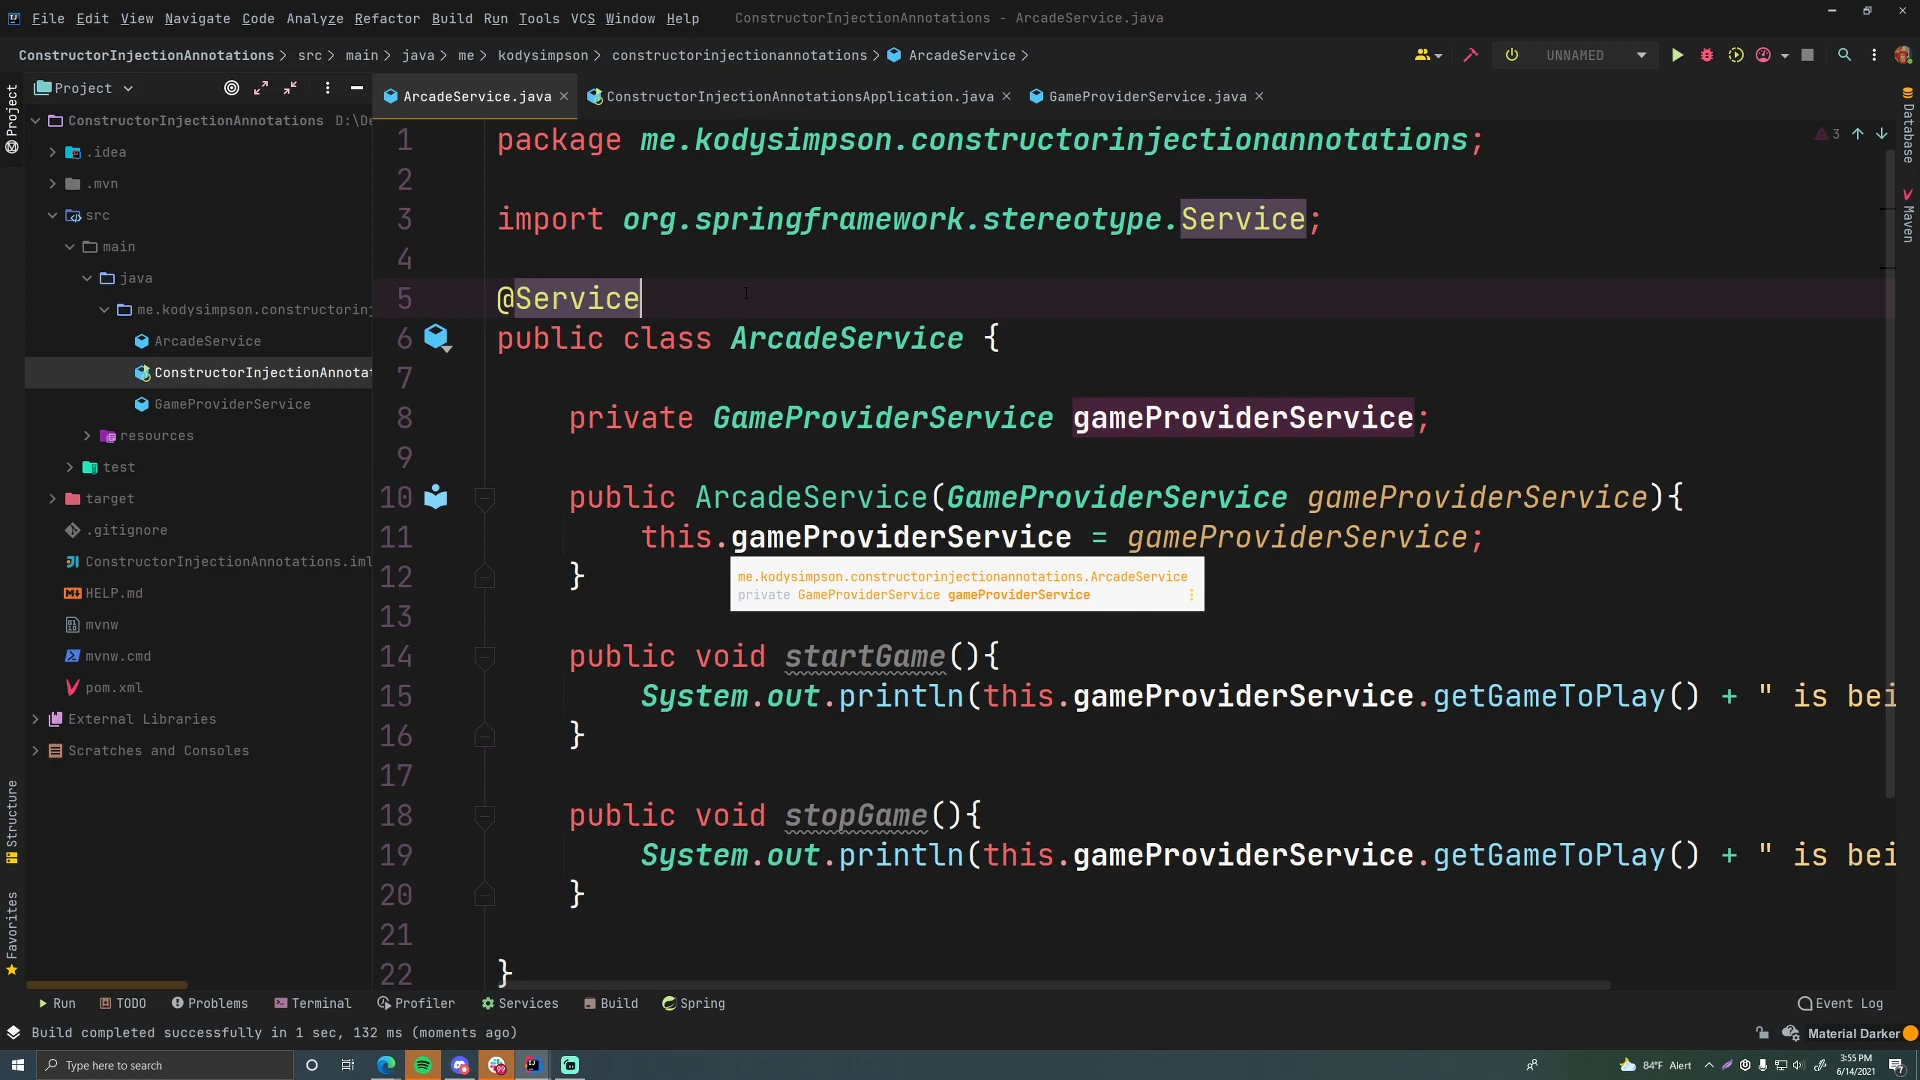 File Edit View Navigate Code Analyze Refactor Build Run Tools VCS Window Help ConstructorInjectionAnnotations - ArcadeService.java
ConstructorInjectionAnnotations > src > main > java > me > kodysimpson > constructorinjectionannotations > ArcadeService > UNNAMED
Project
ArcadeService.java ConstructorInjectionAnnotationsApplication.java GameProviderService.java
Project
Database
Maven
Structure
Favorites
ConstructorInjectionAnnotations D:\De
.idea
.mvn
src
main
java
me.kodysimpson.constructorinj
ArcadeService
ConstructorInjectionAnnotat
GameProviderService
resources
test
target
.gitignore
ConstructorInjectionAnnotations.iml
HELP.md
mvnw
mvnw.cmd
pom.xml
External Libraries
Scratches and Consoles
3
1 package me.kodysimpson.constructorinjectionannotations;
2
3 import org.springframework.stereotype.Service;
4
5 @Service
6 public class ArcadeService {
7
8 private GameProviderService gameProviderService;
9
10 public ArcadeService(GameProviderService gameProviderService){
11 this.gameProviderService = gameProviderService;
12 }
me.kodysimpson.constructorinjectionannotations.ArcadeService
private GameProviderService gameProviderService
13
14 public void startGame(){
15 System.out.println(this.gameProviderService.getGameToPlay() + " is bei
16 }
17
18 public void stopGame(){
19 System.out.println(this.gameProviderService.getGameToPlay() + " is bei
20 }
21
22 }
Run TODO Problems Terminal Profiler Services Build Spring Event Log
Build completed successfully in 1 sec, 132 ms (moments ago) Material Darker
Type here to search 84°F Alert 3:55 PM
6/14/2021